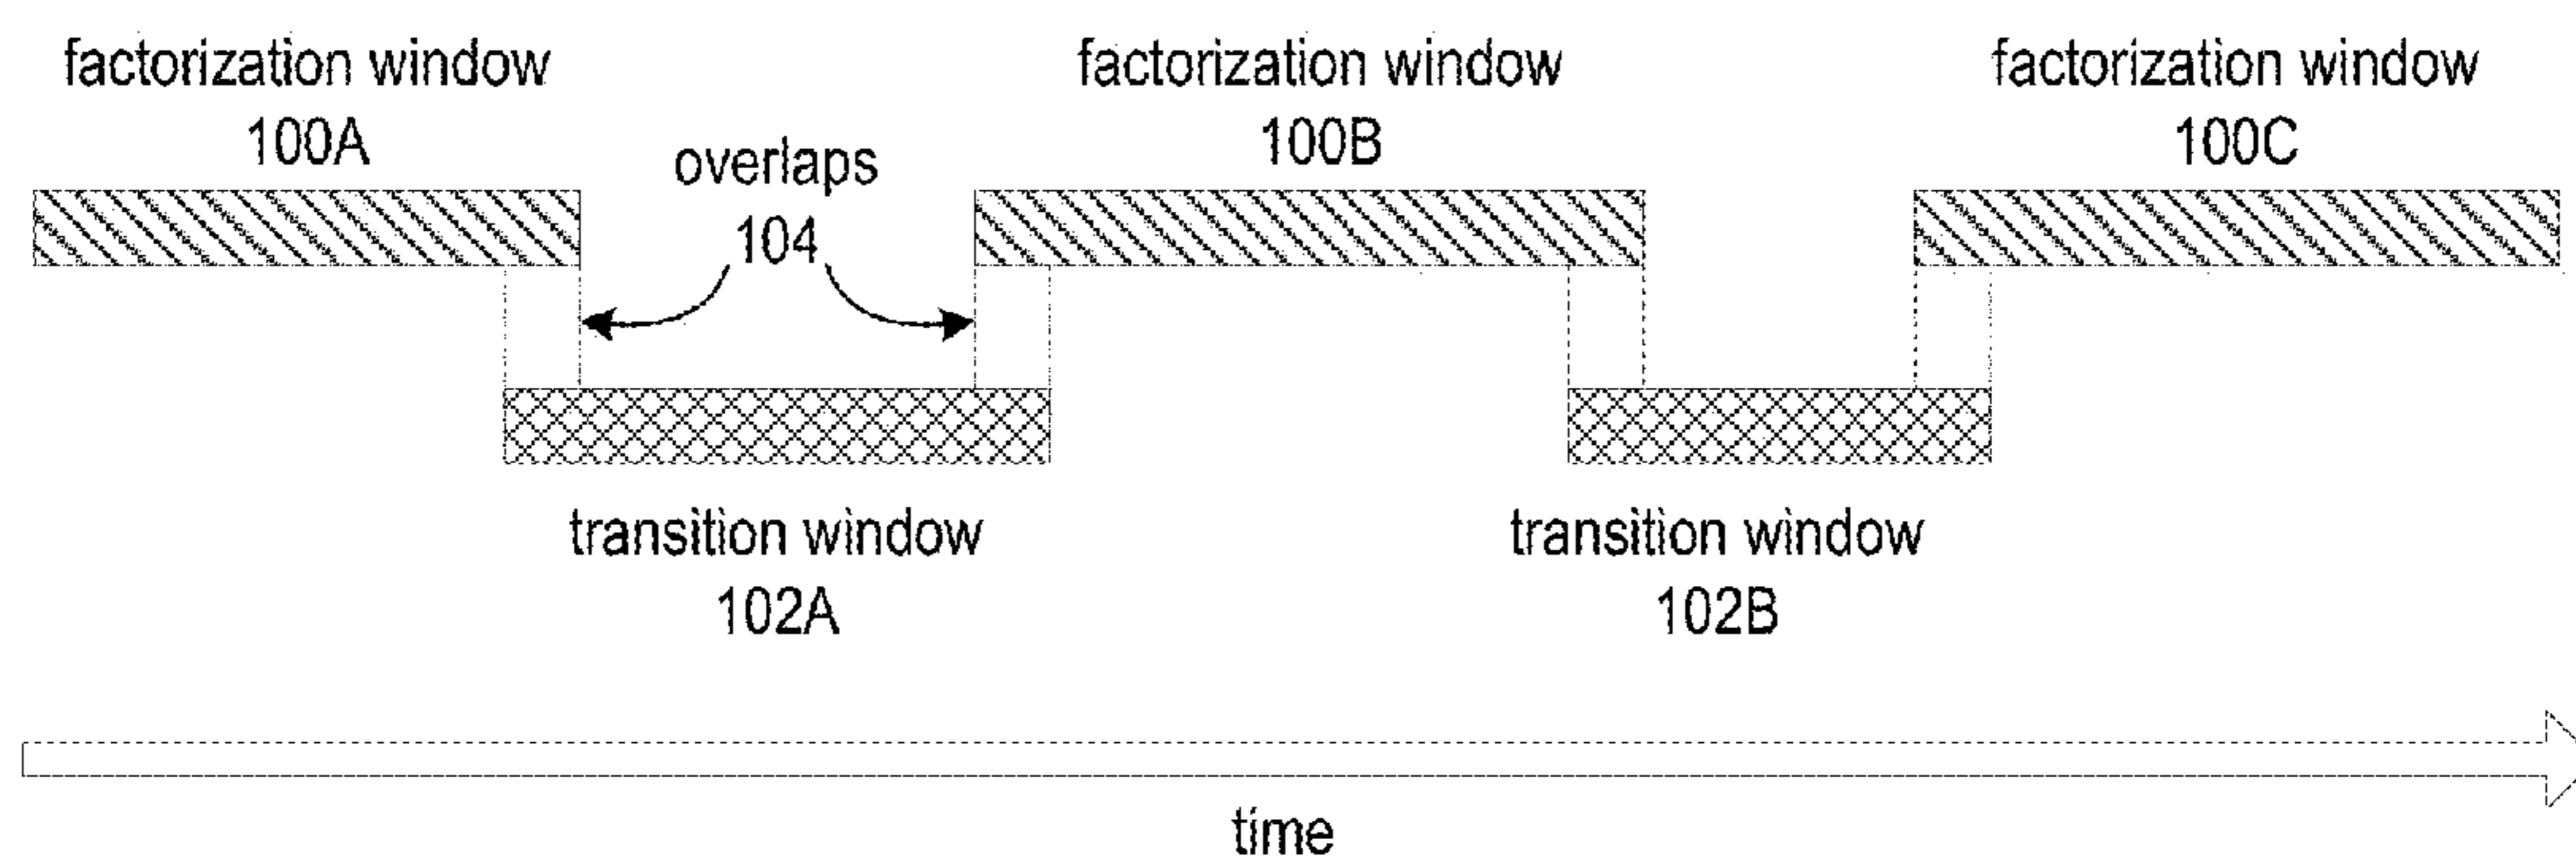 factorization window
100A
overlaps
104
factorization window
100B
factorization window
100C
transition window
102A
transition window
102B
time